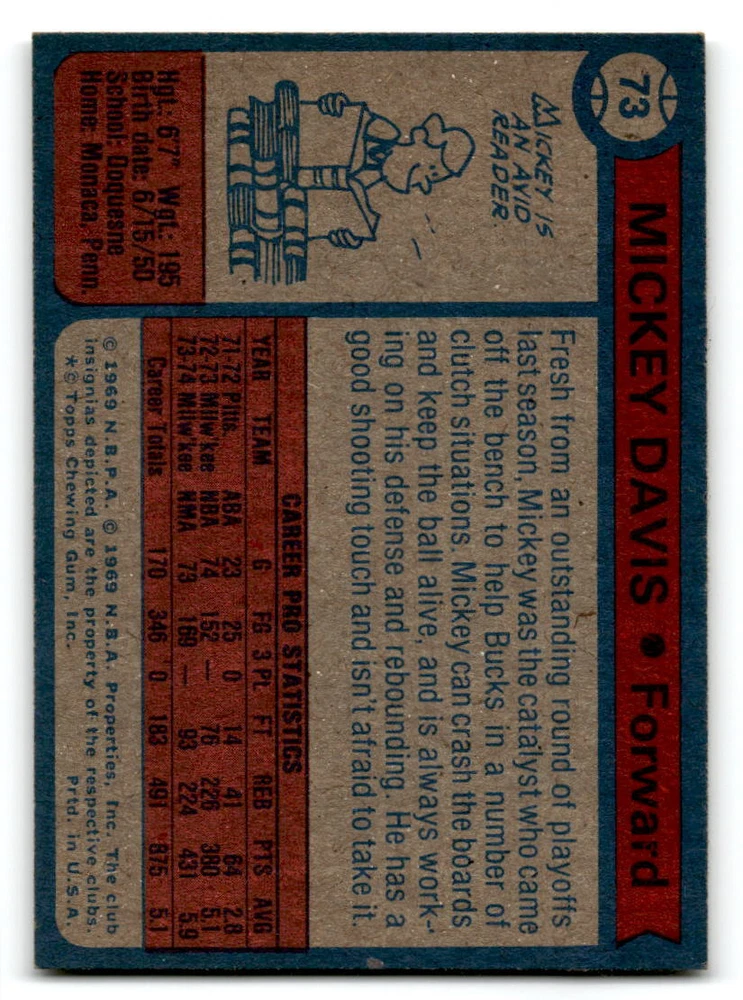 73
MICKEY DAVIS • Forward
MICKEY IS
AN AVID
READER
Hgt.: 6'7" Wgt.: 195
Birth date: 6/15/50
School: Duquesne
Home: Monaca, Penn.
Fresh from an outstanding round of playoffs
last season, Mickey was the catalyst who came
off the bench to help Bucks in a number of
clutch situations. Mickey can crash the boards
and keep the ball alive, and is always work-
ing on his defense and rebounding. He has a
good shooting touch and isn't afraid to take it.
CAREER PRO STATISTICS
YEAR TEAM G FG 3 PL FT REB PTS AVG
71-72 Pitts. ABA 23 25 0 14 41 64 2.8
72-73 Milw'kee NBA 74 152 — 76 226 380 5.1
73-74 Milw'kee NMA 73 169 — 93 224 431 5.9
Career Totals 170 346 0 183 491 875 5.1
© 1969 N.B.P.A. © 1969 N.B.A. Properties, Inc. The club
insignias depicted are the property of the respective clubs.
*© Topps Chewing Gum, Inc. Prtd. in U.S.A.